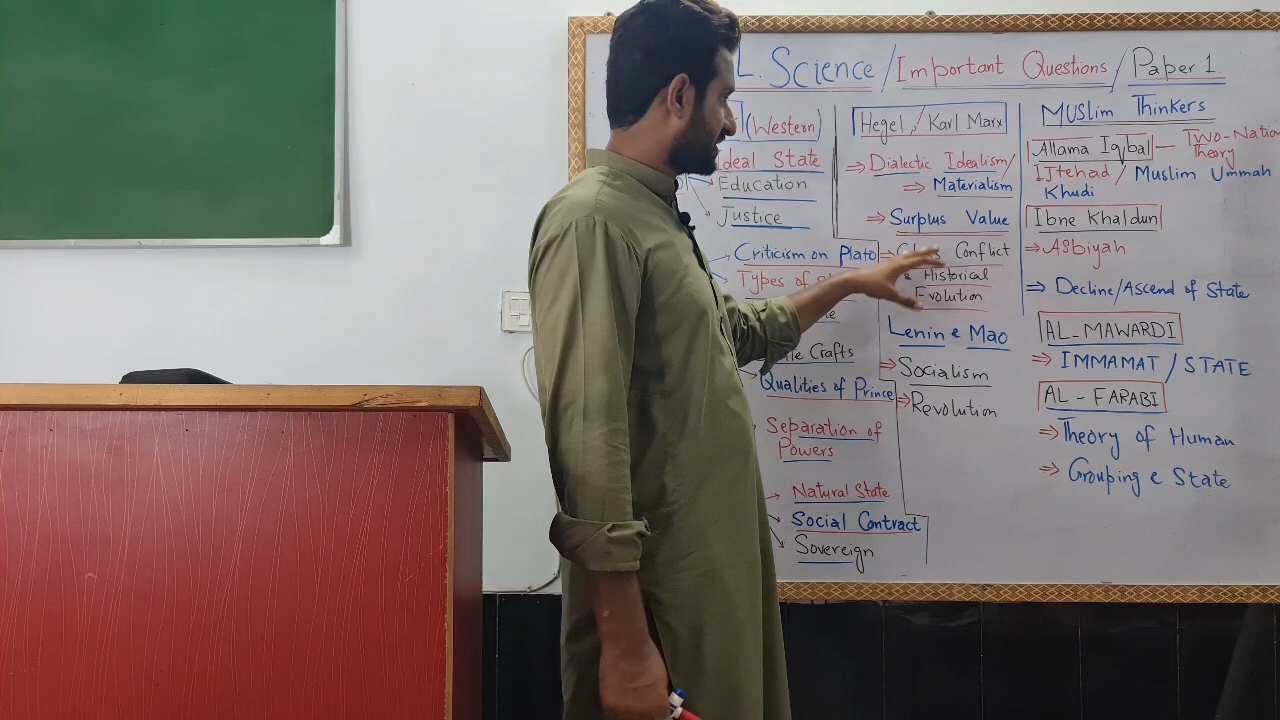 L. Science / Important Questions / Paper 1.
(Western)
Ideal State
Education
Justice
Criticism on Plato
Types of
Crafts
Qualities of Prince
Separation of
Powers
Natural State
Social Contract
Sovereign
Hegel / Karl Marx
⇒ Dialectic Idealism /
⇒ Materialism
⇒ Surplus Value
⇒ Conflict
Historical
Evolution
Lenin e Mao
⇒ Socialism
⇒ Revolution
Muslim Thinkers
Allama Iqbal — Two-Nation
Theory
Ijtehad / Muslim Ummah
Khudi
Ibne Khaldun
⇒ Asbiyah
⇒ Decline/Ascend of State
AL-MAWARDI
⇒ IMMAMAT / STATE
AL-FARABI
⇒ Theory of Human
⇒ Grouping e State